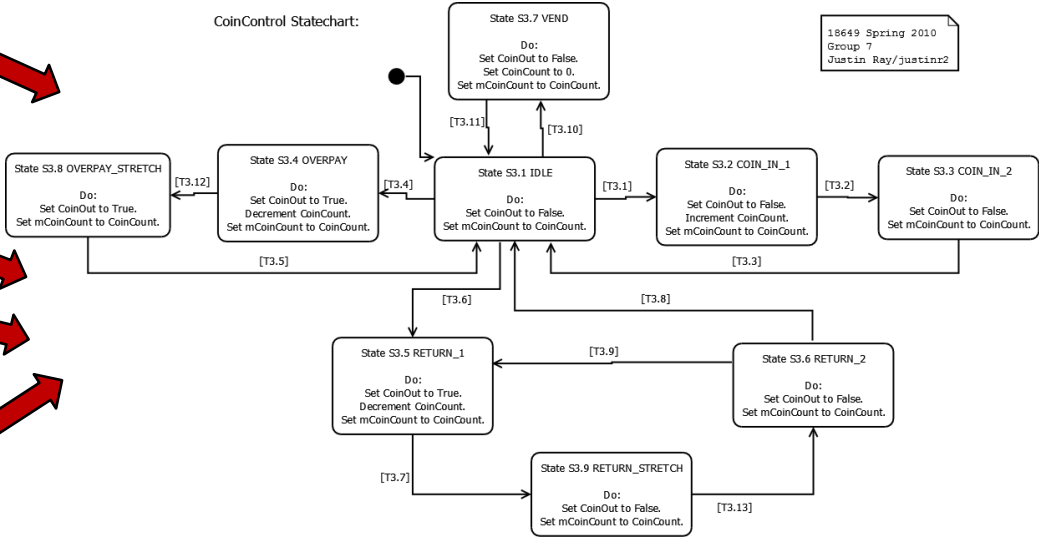 CoinControl Statechart:
State S3.7 VEND
Do:
Set CoinOut to False.
Set CoinCount to 0.
Set mCoinCount to CoinCount.
18649 Spring 2010
Group 7
Justin Ray/justinr2
[T3.11]
[T3.10]
State S3.8 OVERPAY_STRETCH
Do:
Set CoinOut to True.
Set mCoinCount to CoinCount.
[T3.12]
State S3.4 OVERPAY
Do:
Set CoinOut to True.
Decrement CoinCount.
Set mCoinCount to CoinCount.
[T3.4]
State S3.1 IDLE
Do:
Set CoinOut to False.
Set mCoinCount to CoinCount.
[T3.1]
State S3.2 COIN_IN_1
Do:
Set CoinOut to False.
Increment CoinCount.
Set mCoinCount to CoinCount.
[T3.2]
State S3.3 COIN_IN_2
Do:
Set CoinOut to False.
Set mCoinCount to CoinCount.
[T3.5]
[T3.3]
[T3.6]
[T3.8]
State S3.5 RETURN_1
Do:
Set CoinOut to True.
Decrement CoinCount.
Set mCoinCount to CoinCount.
[T3.9]
State S3.6 RETURN_2
Do:
Set CoinOut to False.
Set mCoinCount to CoinCount.
[T3.7]
State S3.9 RETURN_STRETCH
Do:
Set CoinOut to False.
Set mCoinCount to CoinCount.
[T3.13]